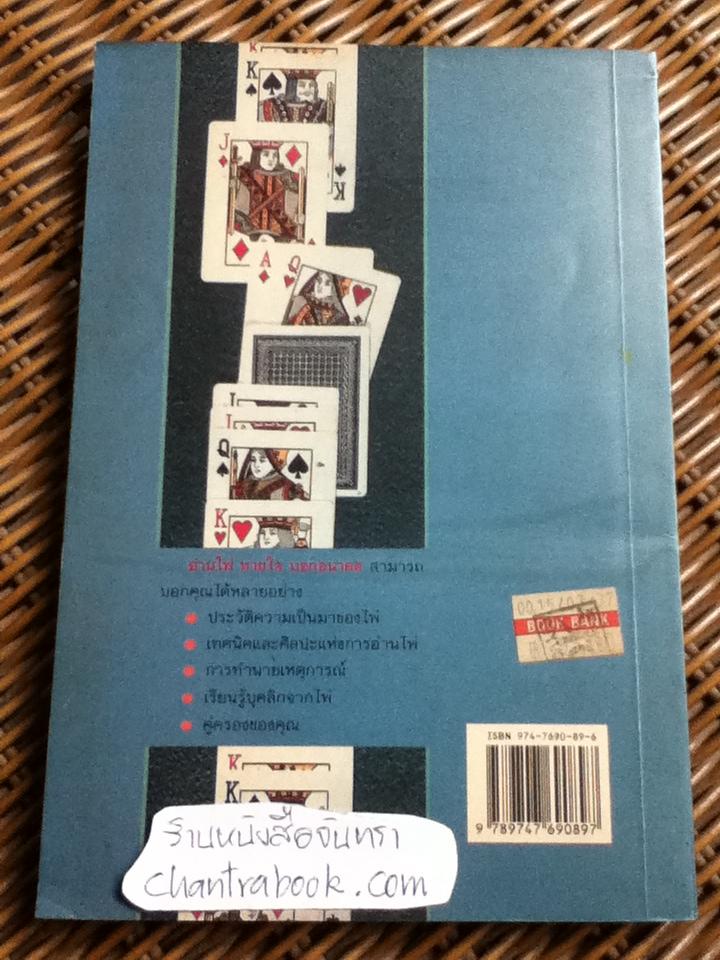 K
K
K
J
A
Q
J
J
Q
K
อ่านไพ่ ทายใจ บอกอนาคต สามารถ
บอกคุณได้หลายอย่าง
ประวัติความเป็นมาของไพ่
เทคนิคและศิลปะแห่งการอ่านไพ่
การทำนายเหตุการณ์
เรียนรู้บุคลิกจากไพ่
คู่ครองของคุณ
BOOK BANK
ISBN 974-7690-89-6
9 789747 690897
K
K
ร้านหนังสือจันทรา
chantrabook.com